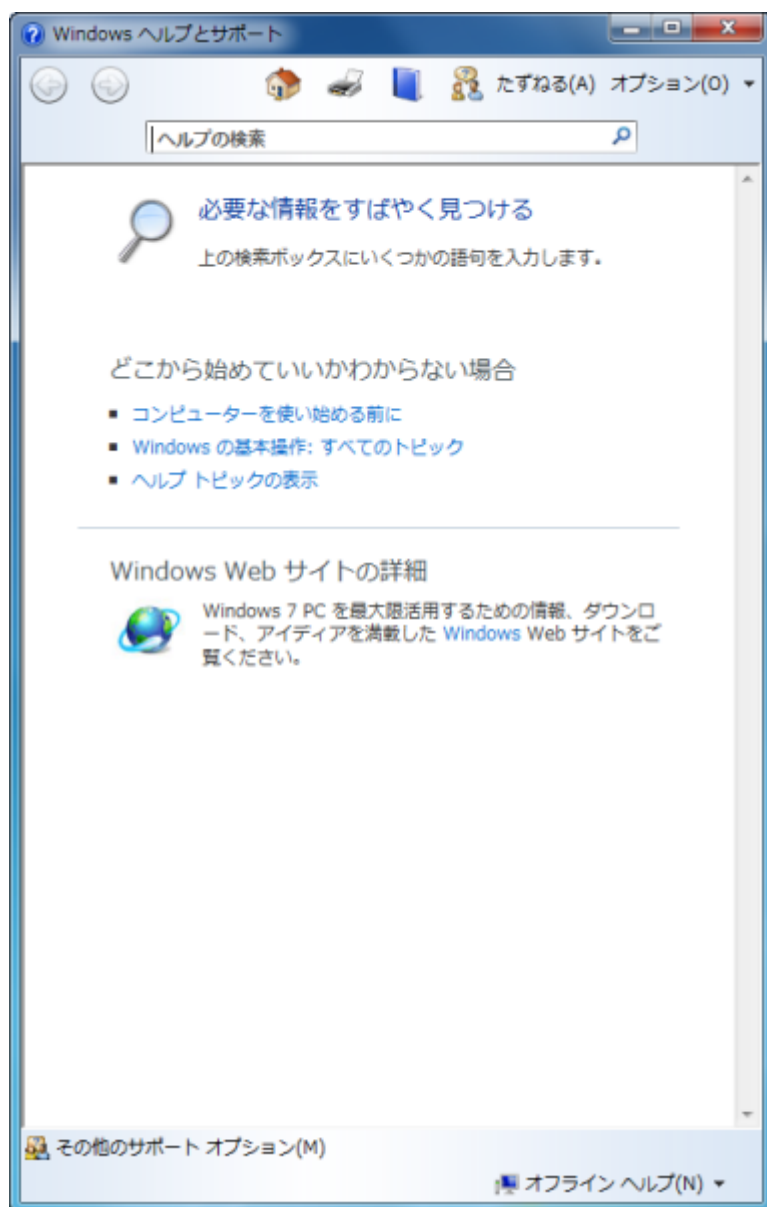 Windows ヘルプとサポート
たずねる(A) オプション(O)
ヘルプの検索
必要な情報をすばやく見つける
上の検索ボックスにいくつかの語句を入力します。
どこから始めていいかわからない場合
コンピューターを使い始める前に
Windows の基本操作: すべてのトピック
ヘルプ トピックの表示
Windows Web サイトの詳細
Windows 7 PC を最大限活用するための情報、ダウンロ
ード、アイディアを満載した Windows Web サイトをご
覧ください。
その他のサポート オプション(M)
オフライン ヘルプ(N)